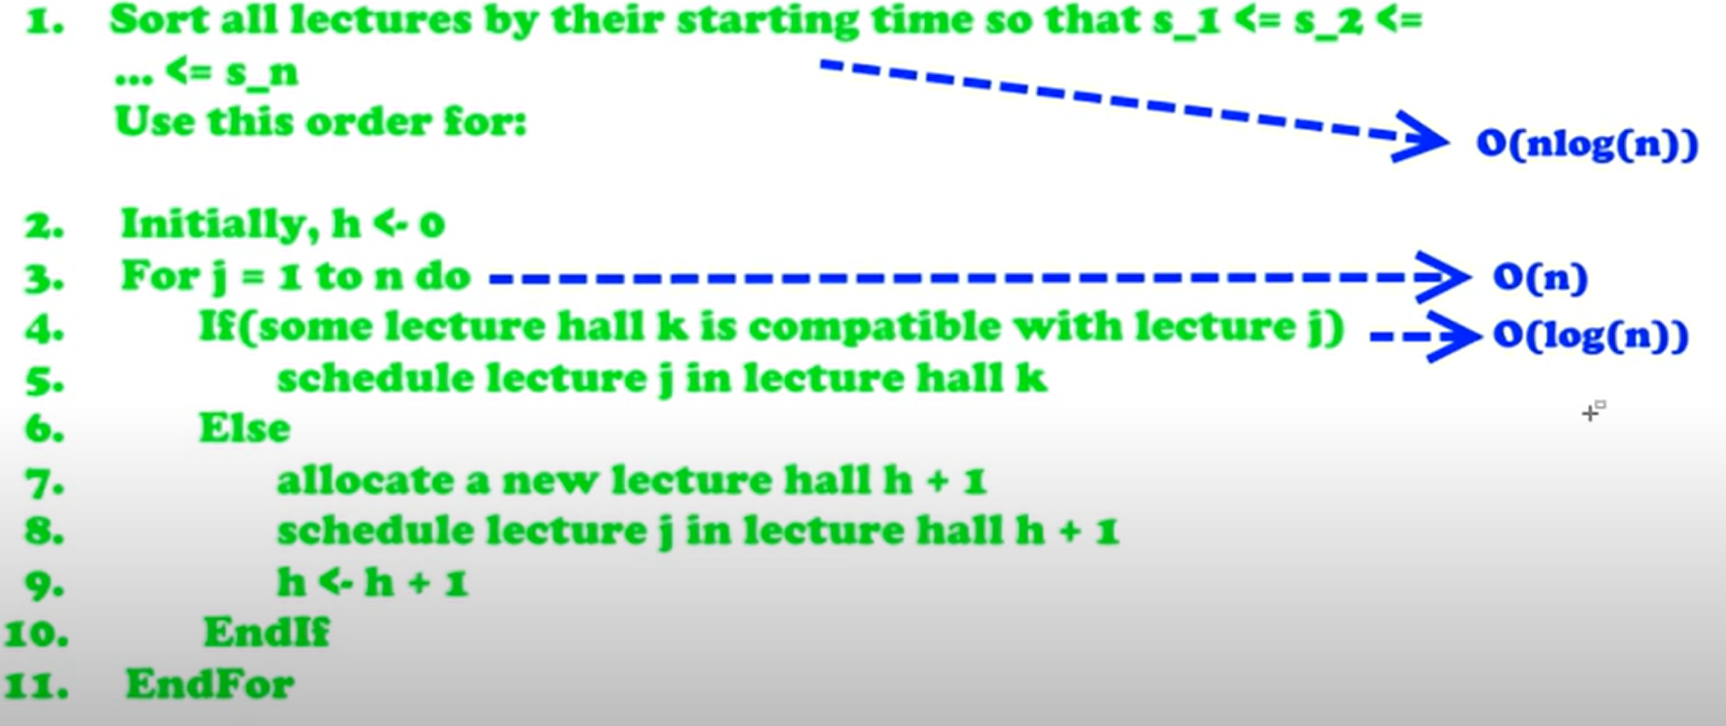 1. Sort all lectures by their starting time so that s_1 <= s_2 <=
... <= s_n
Use this order for:
O(nlog(n))
2. Initially, h <- 0
3. For j = 1 to n do O(n)
4. If(some lecture hall k is compatible with lecture j) O(log(n))
5. schedule lecture j in lecture hall k
6. Else
7. allocate a new lecture hall h + 1
8. schedule lecture j in lecture hall h + 1
9. h <- h + 1
10. EndIf
11. EndFor